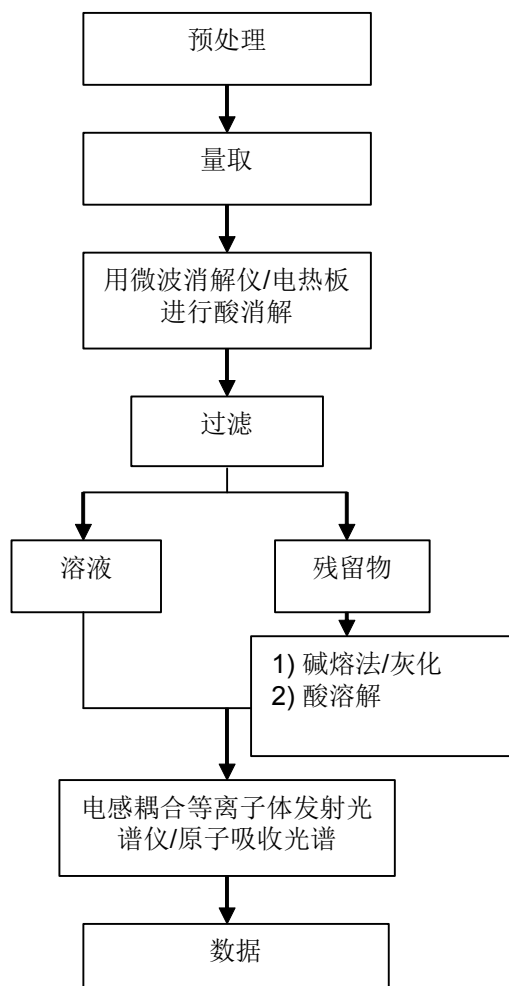 预处理
量取
用微波消解仪/电热板
进行酸消解
过滤
溶液
残留物
1) 碱熔法/灰化
2) 酸溶解
电感耦合等离子体发射光
谱仪/原子吸收光谱
数据